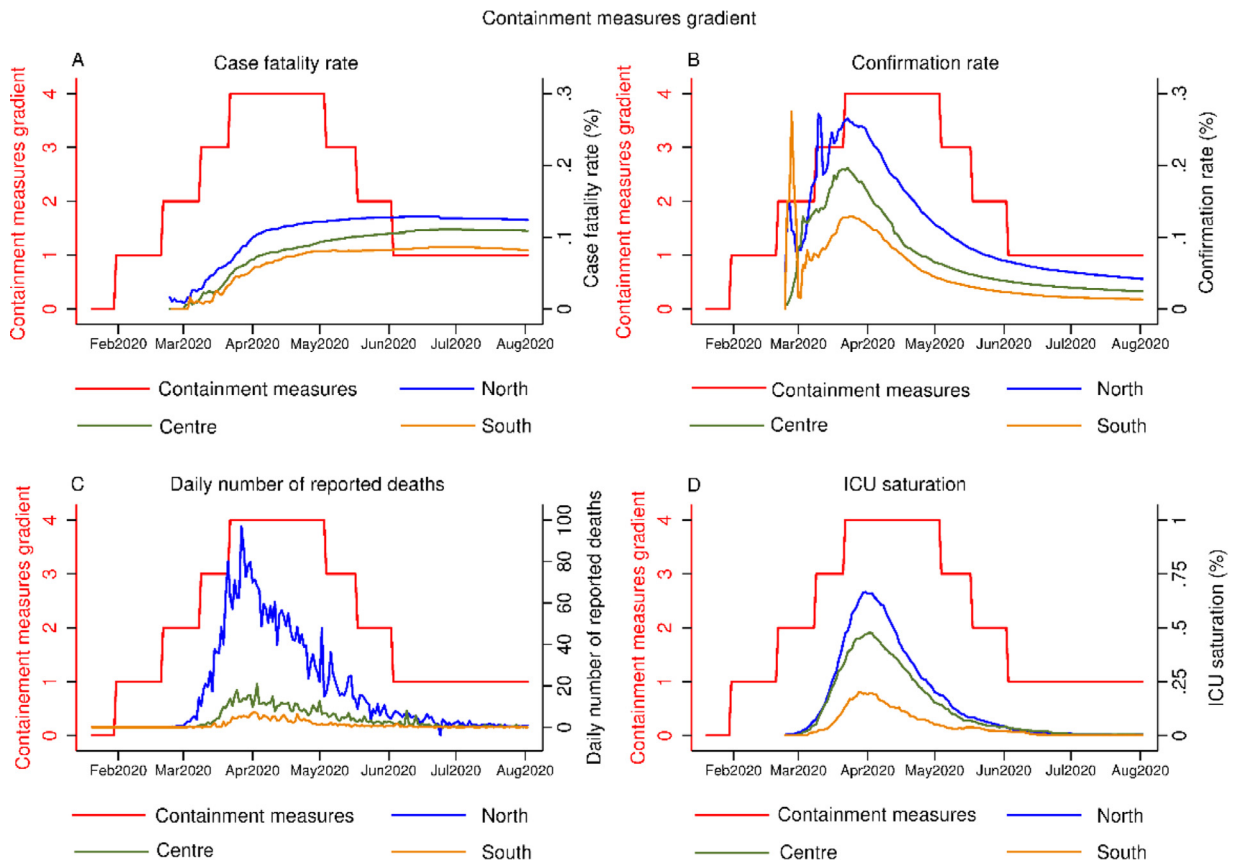 Containment measures gradient
A
Case fatality rate
Containment measures gradient
0 1 2 3 4
0 .1 .2 .3
Case fatality rate (%)
Feb2020 Mar2020 Apr2020 May2020 Jun2020 Jul2020 Aug2020
Containment measures North
Centre South
B
Confirmation rate
Containment measures gradient
0 1 2 3 4
0 .1 .2 .3
Confirmation rate (%)
Feb2020 Mar2020 Apr2020 May2020 Jun2020 Jul2020 Aug2020
Containment measures North
Centre South
C
Daily number of reported deaths
Containement measures gradient
0 1 2 3 4
0 20 40 60 80 100
Daily number of reported deaths
Feb2020 Mar2020 Apr2020 May2020 Jun2020 Jul2020 Aug2020
Containment measures North
Centre South
D
ICU saturation
Containment measures gradient
0 1 2 3 4
0 .25 .5 .75 1
ICU saturation (%)
Feb2020 Mar2020 Apr2020 May2020 Jun2020 Jul2020 Aug2020
Containment measures North
Centre South